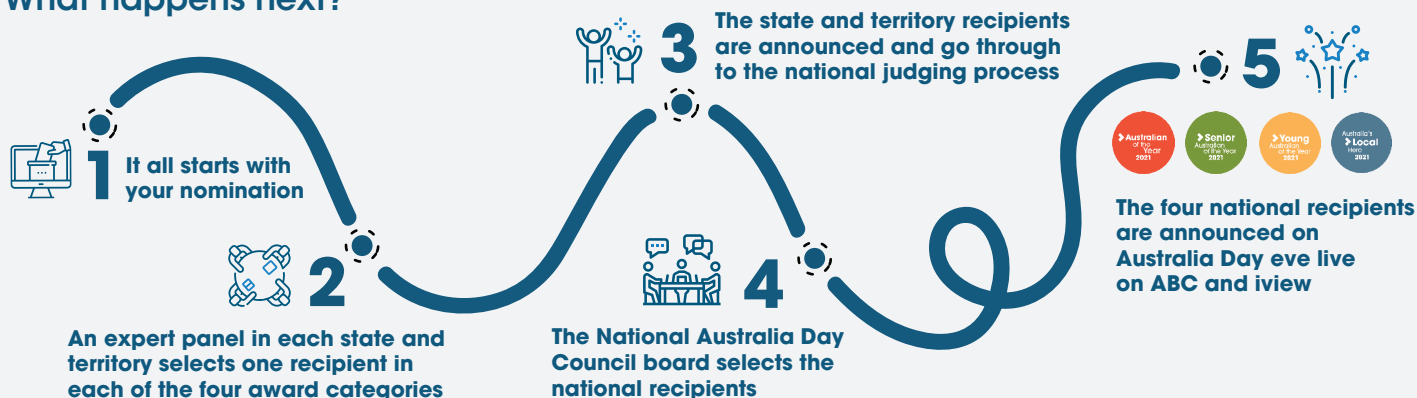 What happens next?
1
It all starts with
your nomination
2
An expert panel in each state and
territory selects one recipient in
each of the four award categories
3
The state and territory recipients
are announced and go through
to the national judging process
4
The National Australia Day
Council board selects the
national recipients
5
Australian
of the
Year
2021
Senior
Australian
of the Year
2021
Young
Australian
of the Year
2021
Australia's
Local
Hero
2021
The four national recipients
are announced on
Australia Day eve live
on ABC and iview